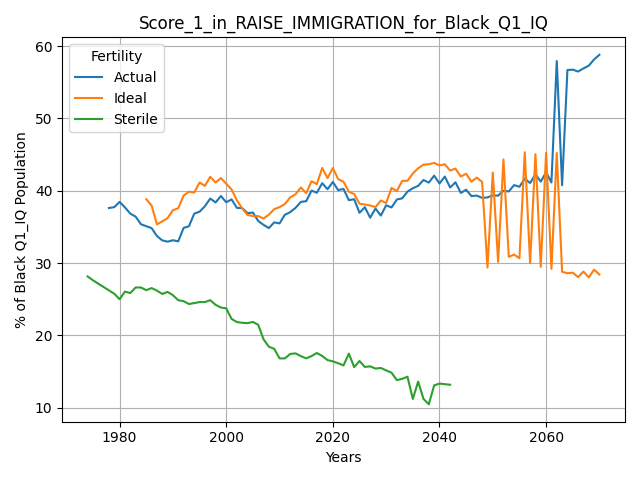 Score_1_in_RAISE_IMMIGRATION_for_Black_Q1_IQ
Fertility
Actual
Ideal
Sterile
% of Black Q1_IQ Population
60
50
40
30
20
10
1980
2000
2020
2040
2060
Years